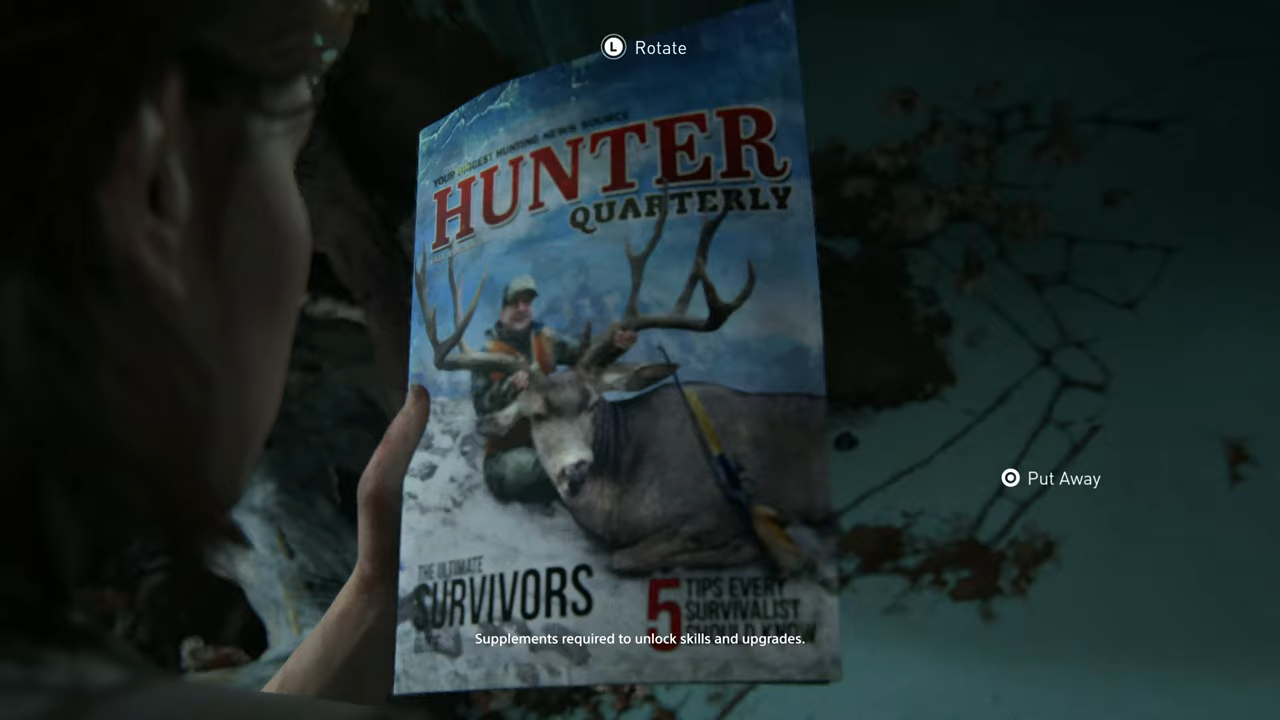 Ⓛ Rotate
YOUR BIGGEST HUNTING NEWS SOURCE
HUNTER
QUARTERLY
Put Away
THE ULTIMATE
SURVIVORS
5 TIPS EVERY
SURVIVALIST
SHOULD KNOW
Supplements required to unlock skills and upgrades.